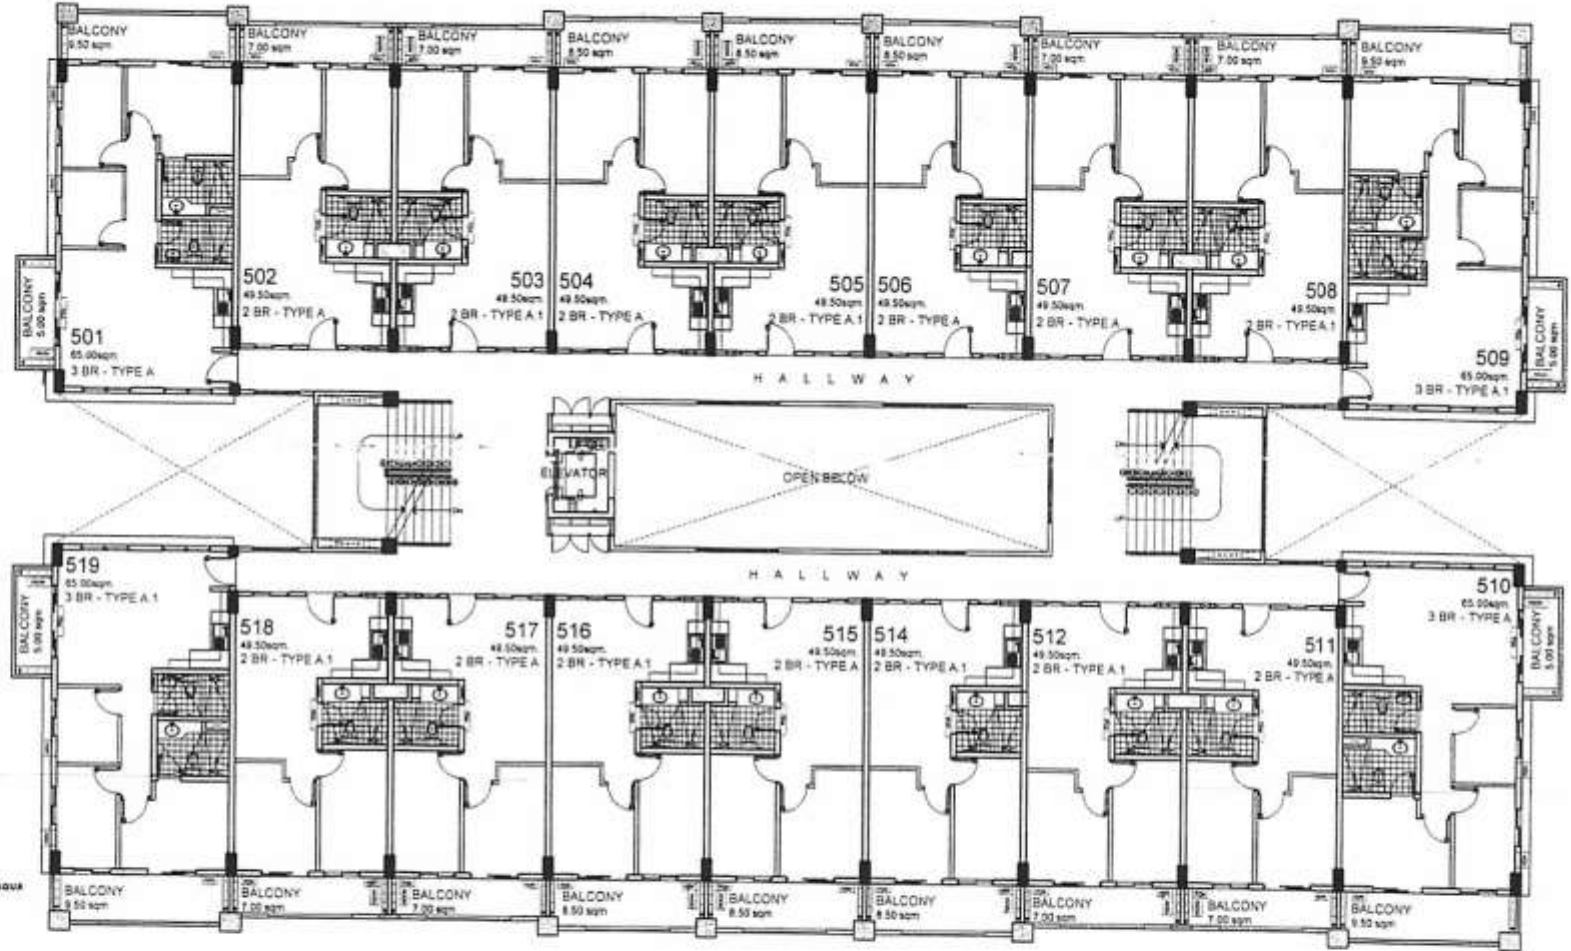 BALCONY
9.50 sqm
BALCONY
7.00 sqm
BALCONY
7.00 sqm
BALCONY
8.50 sqm
BALCONY
8.50 sqm
BALCONY
8.50 sqm
BALCONY
7.00 sqm
BALCONY
7.00 sqm
BALCONY
9.50 sqm
BALCONY
5.00 sqm
501
65.00sqm.
3 BR - TYPE A
502
49.50sqm.
2 BR - TYPE A
503
49.50sqm.
2 BR - TYPE A.1
504
49.50sqm.
2 BR - TYPE A
505
49.50sqm.
2 BR - TYPE A.1
506
49.50sqm.
2 BR - TYPE A
507
49.50sqm.
2 BR - TYPE A
508
49.50sqm.
2 BR - TYPE A.1
509
65.00sqm.
3 BR - TYPE A.1
BALCONY
5.00 sqm
HALLWAY
ELEVATOR
OPEN BELOW
HALLWAY
BALCONY
5.00 sqm
519
65.00sqm.
3 BR - TYPE A.1
518
49.50sqm.
2 BR - TYPE A.1
517
49.50sqm.
2 BR - TYPE A
516
49.50sqm.
2 BR - TYPE A.1
515
49.50sqm.
2 BR - TYPE A
514
49.50sqm.
2 BR - TYPE A.1
512
49.50sqm.
2 BR - TYPE A.1
511
49.50sqm.
2 BR - TYPE A
510
65.00sqm.
3 BR - TYPE A
BALCONY
5.00 sqm
BALCONY
9.50 sqm
BALCONY
7.00 sqm
BALCONY
7.00 sqm
BALCONY
8.50 sqm
BALCONY
8.50 sqm
BALCONY
8.50 sqm
BALCONY
7.00 sqm
BALCONY
7.00 sqm
BALCONY
9.50 sqm